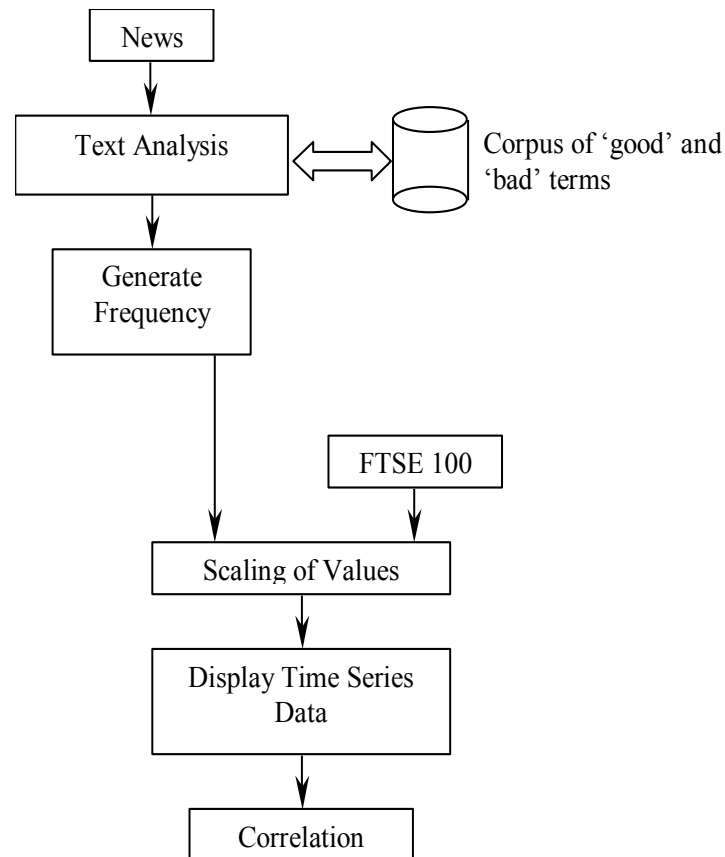 News
Text Analysis
Corpus of ‘good’ and
‘bad’ terms
Generate
Frequency
FTSE 100
Scaling of Values
Display Time Series
Data
Correlation